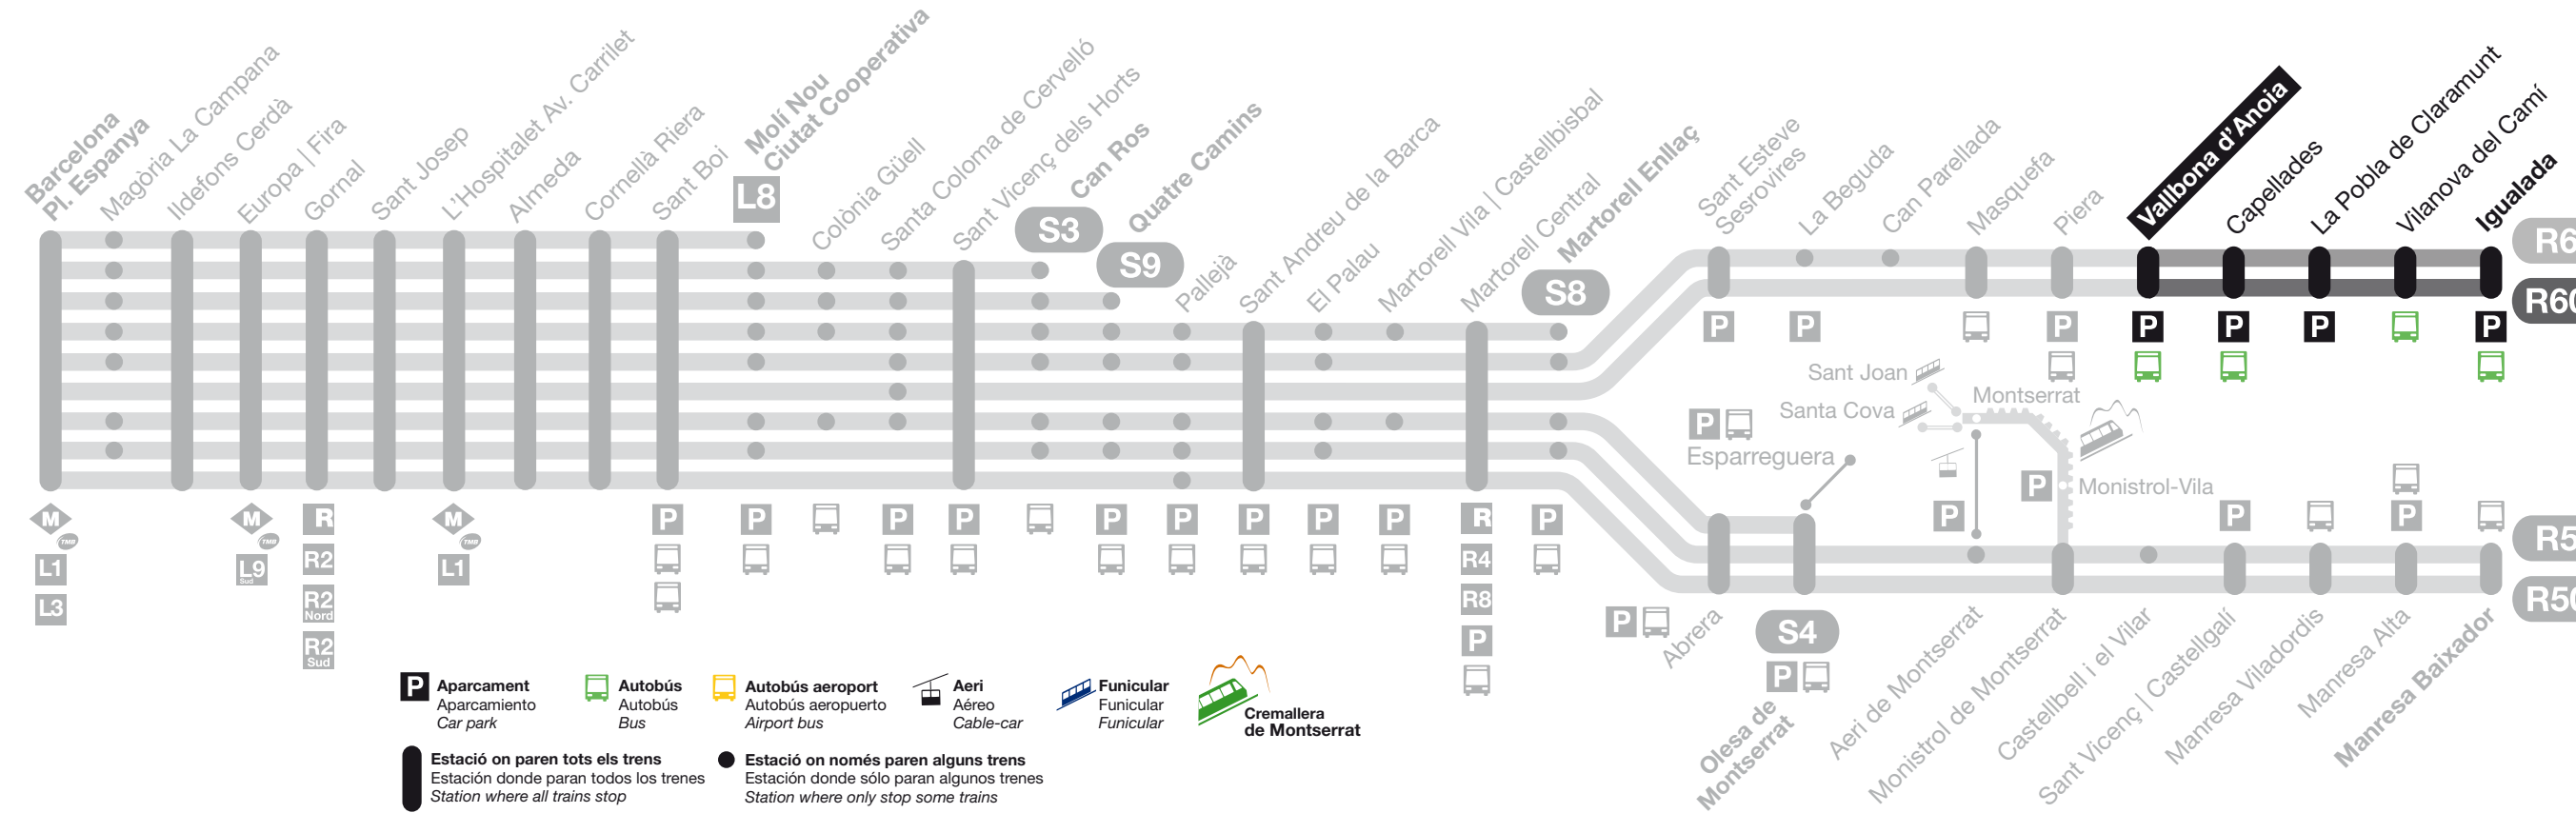 Barcelona
Pl. Espanya
Magòria La Campana
Ildefons Cerdà
Europa | Fira
Gornal
Sant Josep
L'Hospitalet Av. Carrilet
Almeda
Cornellà Riera
Sant Boi
Molí Nou
Ciutat Cooperativa
L8
Colònia Güell
Santa Coloma de Cervelló
Sant Vicenç dels Horts
Can Ros
S3
Quatre Camins
S9
Pallejà
Sant Andreu de la Barca
El Palau
Martorell Vila | Castellbisbal
Martorell Central
Martorell Enllaç
S8
Sant Esteve
Sesrovires
La Beguda
Can Parellada
Masquefa
Piera
Vallbona d'Anoia
Capellades
La Pobla de Claramunt
Vilanova del Camí
Igualada
R6
R60
P P P P P P P
Sant Joan
Santa Cova
Montserrat
P
Esparreguera
P
P
Monistrol-Vila
P P
M M M
TMB TMB TMB
L1
L3
L9
Sud
R
R2
R2
Nord
R2
Sud
L1
P P P P P P P P P P
R
R4
R8
P
P
R5
R50
P
Abrera
S4
P
Olesa de
Montserrat
Aeri de Montserrat
Monistrol de Montserrat
Castellbell i el Vilar
Sant Vicenç | Castellgalí
Manresa Viladordis
Manresa Alta
Manresa Baixador
P
Aparcament
Aparcamiento
Car park
Autobús
Autobús
Bus
Autobús aeroport
Autobús aeropuerto
Airport bus
Aeri
Aéreo
Cable-car
Funicular
Funicular
Funicular
Cremallera
de Montserrat
Estació on paren tots els trens
Estación donde paran todos los trenes
Station where all trains stop
Estació on només paren alguns trens
Estación donde sólo paran algunos trenes
Station where only stop some trains